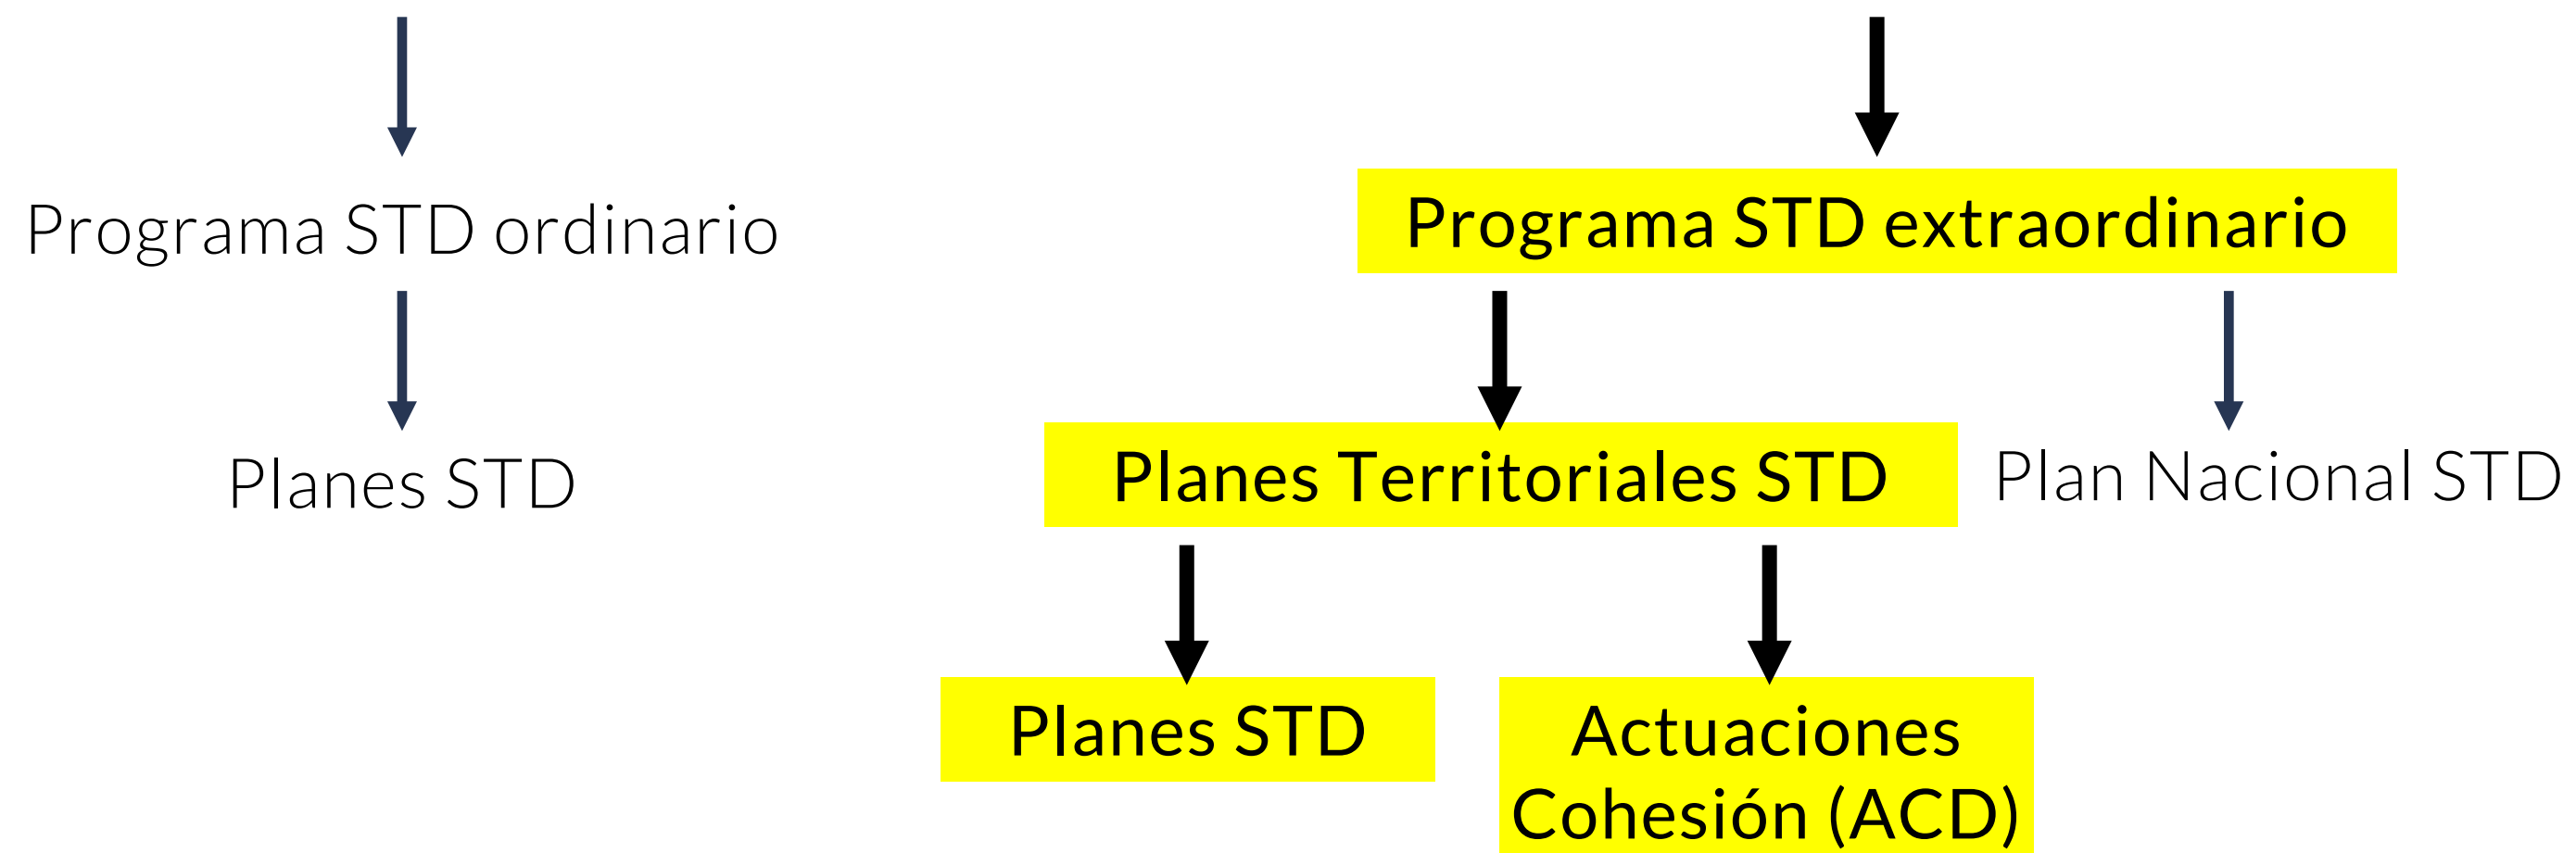 Programa STD ordinario
Programa STD extraordinario
Planes STD
Planes Territoriales STD
Plan Nacional STD
Planes STD
Actuaciones
Cohesión (ACD)